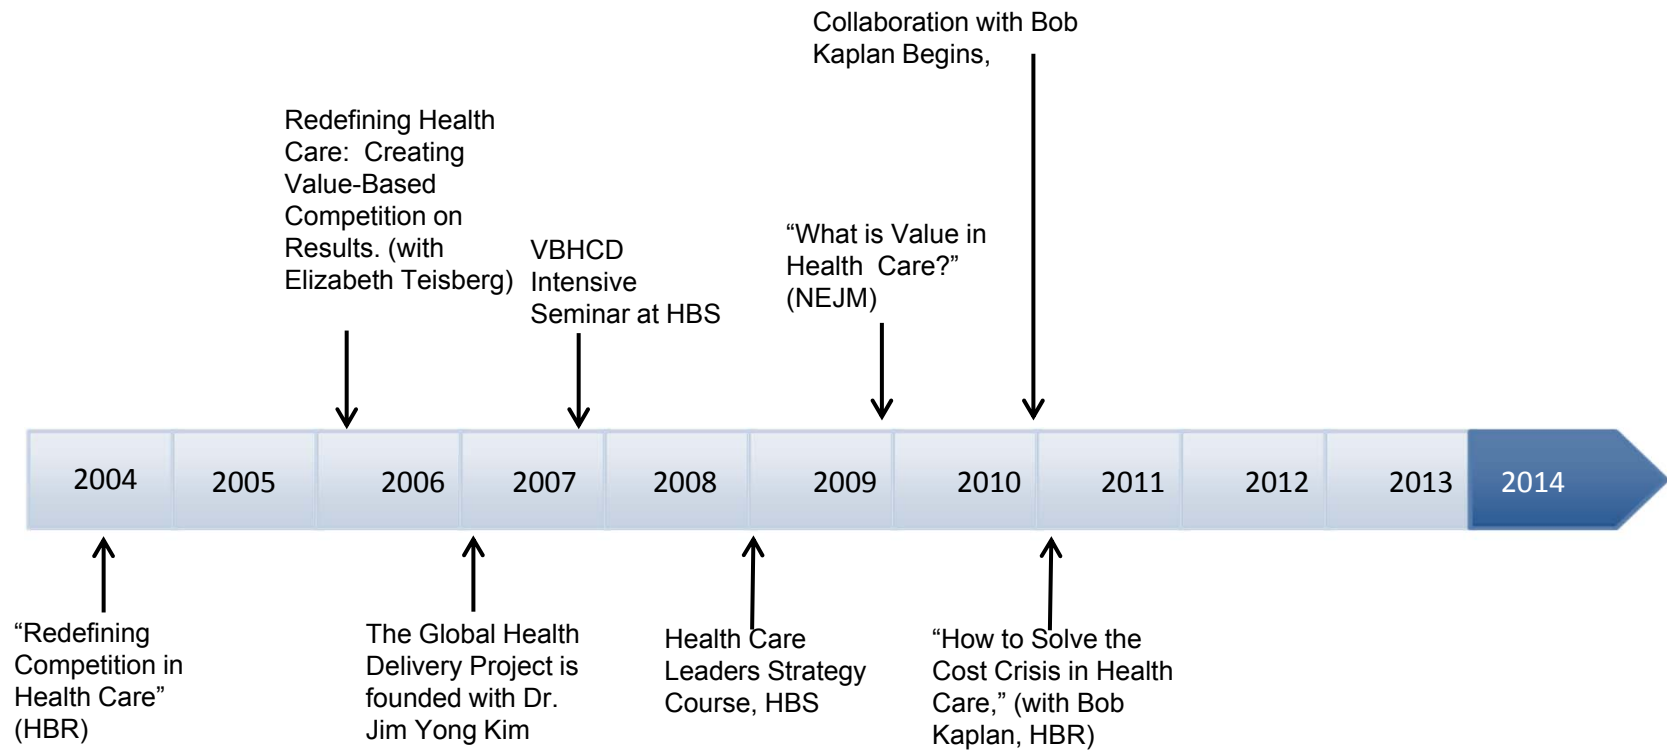 Collaboration with Bob
Kaplan Begins,
Redefining Health
Care:  Creating
Value-Based
Competition on
Results. (with
Elizabeth Teisberg)
VBHCD
Intensive
Seminar at HBS
“What is Value in
Health  Care?”
(NEJM)
2004 2005 2006 2007 2008 2009 2010 2011 2012 2013 2014
“Redefining
Competition in
Health Care”
(HBR)
The Global Health
Delivery Project is
founded with Dr.
Jim Yong Kim
Health Care
Leaders Strategy
Course, HBS
“How to Solve the
Cost Crisis in Health
Care,” (with Bob
Kaplan, HBR)